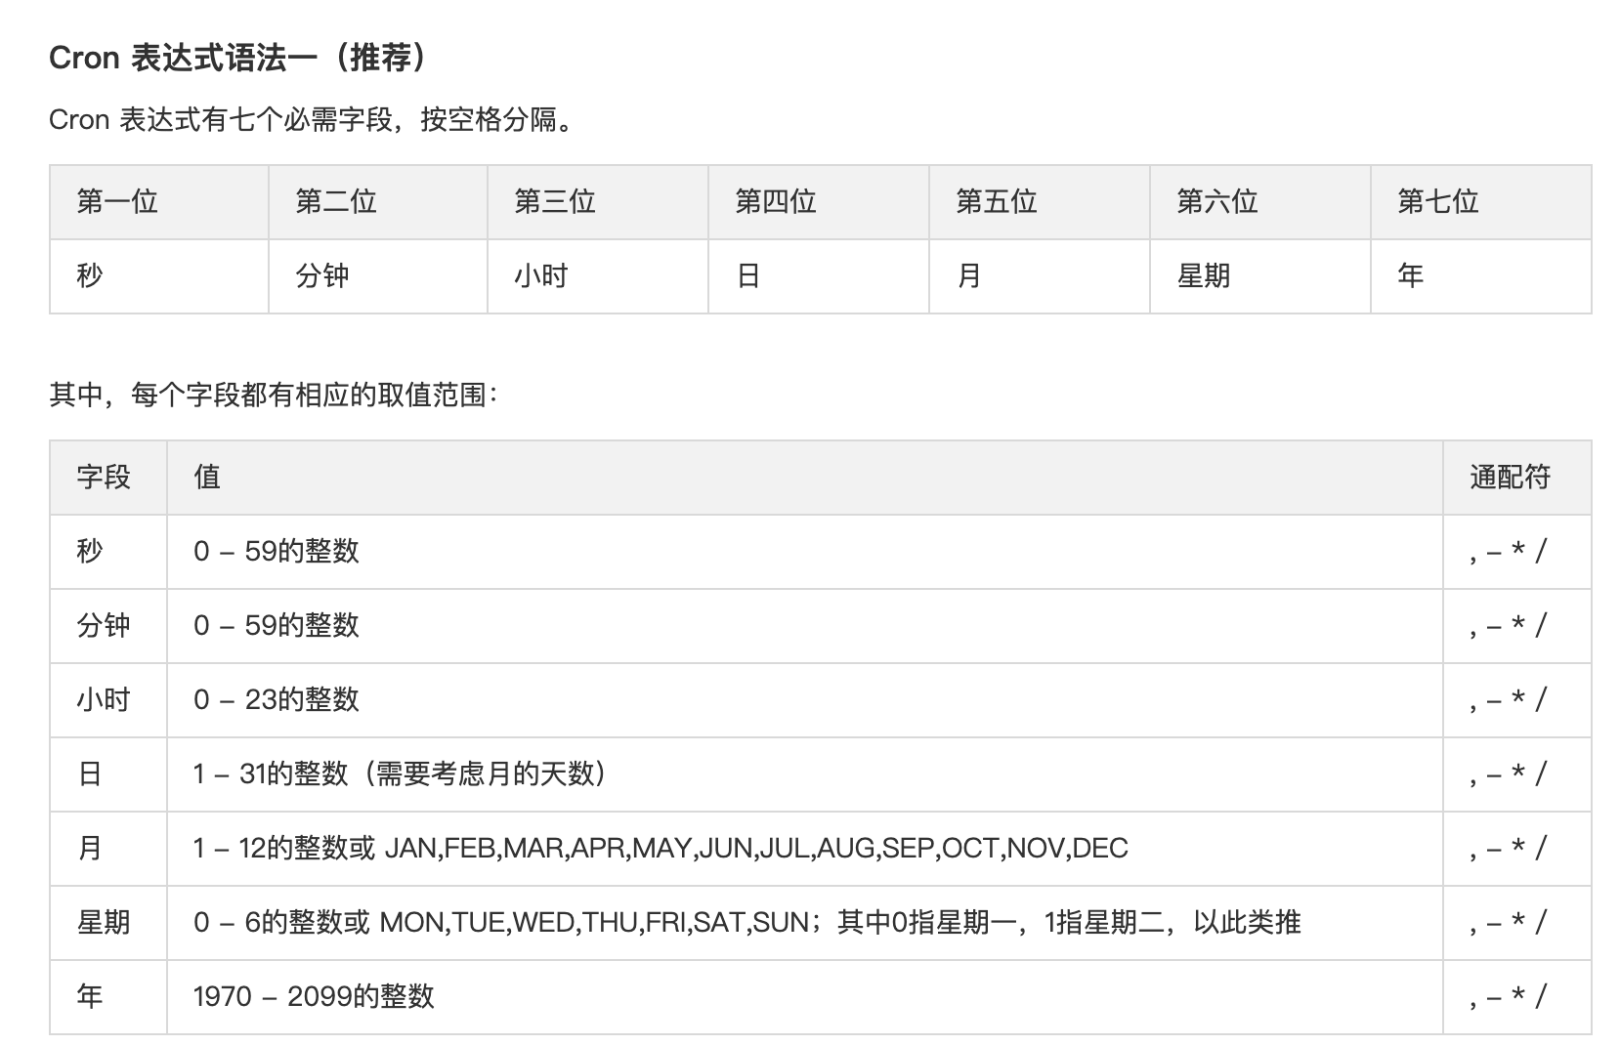 Cron 表达式语法一（推荐）
Cron 表达式有七个必需字段，按空格分隔。
第一位 第二位 第三位 第四位 第五位 第六位 第七位
秒 分钟 小时 日 月 星期 年
其中，每个字段都有相应的取值范围：
字段 值 通配符
秒 0 – 59的整数 , – * /
分钟 0 – 59的整数 , – * /
小时 0 – 23的整数 , – * /
日 1 – 31的整数（需要考虑月的天数） , – * /
月 1 – 12的整数或 JAN,FEB,MAR,APR,MAY,JUN,JUL,AUG,SEP,OCT,NOV,DEC , – * /
星期 0 – 6的整数或 MON,TUE,WED,THU,FRI,SAT,SUN；其中0指星期一，1指星期二，以此类推 , – * /
年 1970 – 2099的整数 , – * /